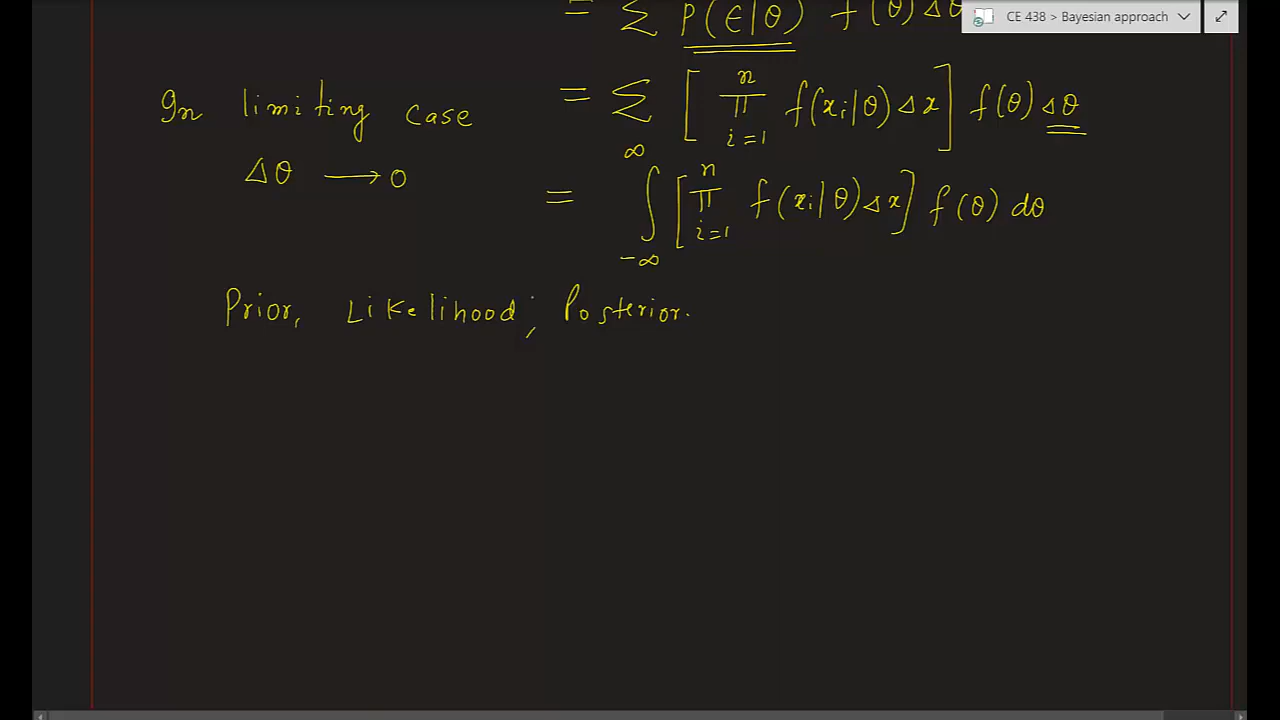 = Σ P(ε|θ) f(θ) Δθ
CE 438 > Bayesian approach
= Σ [ n Π i=1 f(xᵢ|θ) Δx ] f(θ) Δθ
In limiting case
Δθ → 0
= ∞ ∫ -∞ [ n Π i=1 f(xᵢ|θ) Δx ] f(θ) dθ
Prior, Likelihood, Posterior.